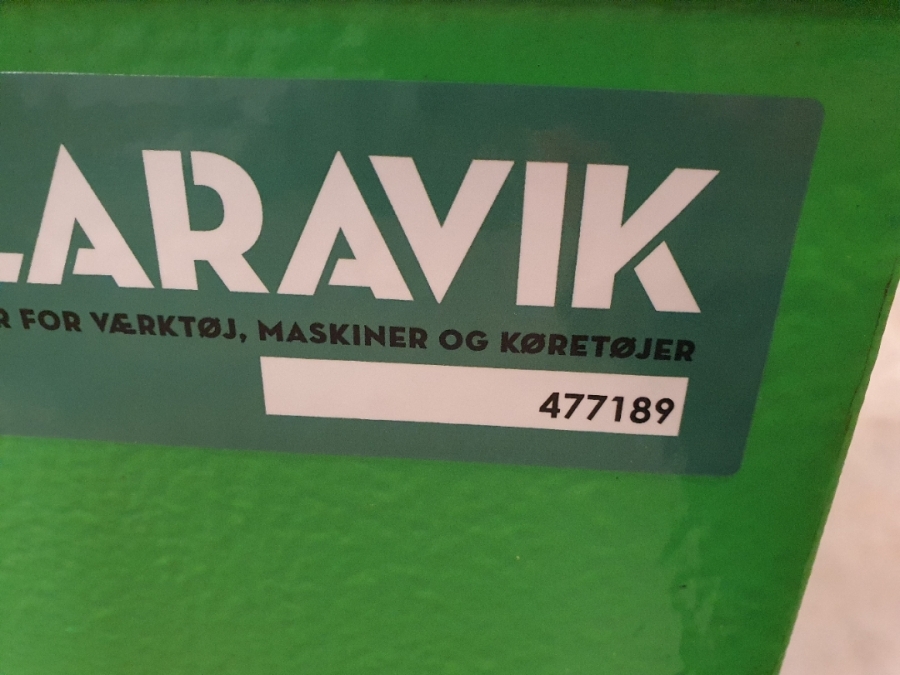 LARAVIK
R FOR VÆRKTØJ, MASKINER OG KØRETØJER
477189